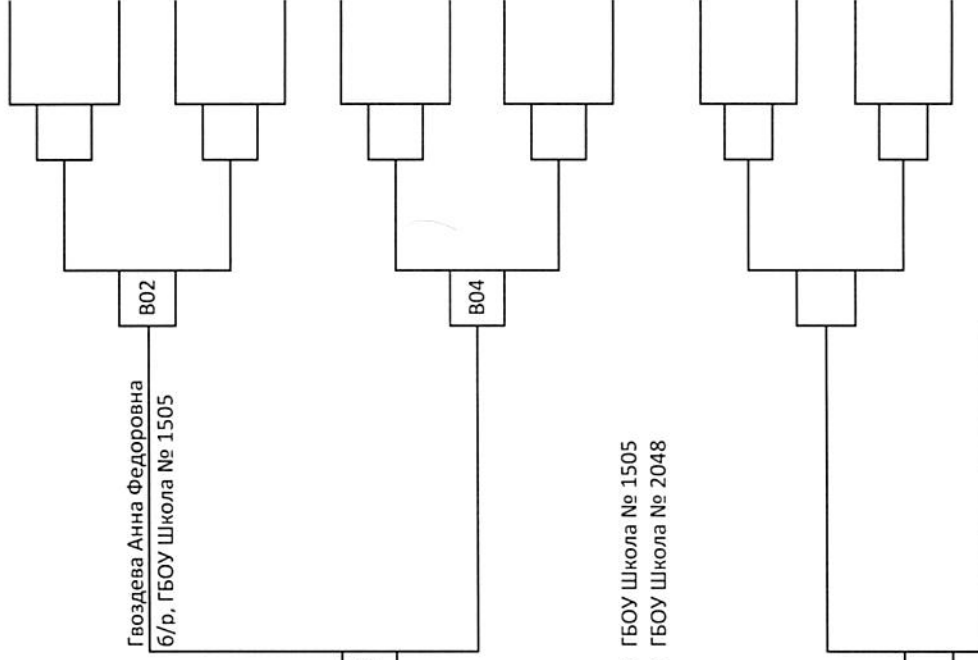 B02
B04
Гвоздева Анна Федоровна
б/р, ГБОУ Школа № 1505
ГБОУ Школа № 1505
ГБОУ Школа № 2048